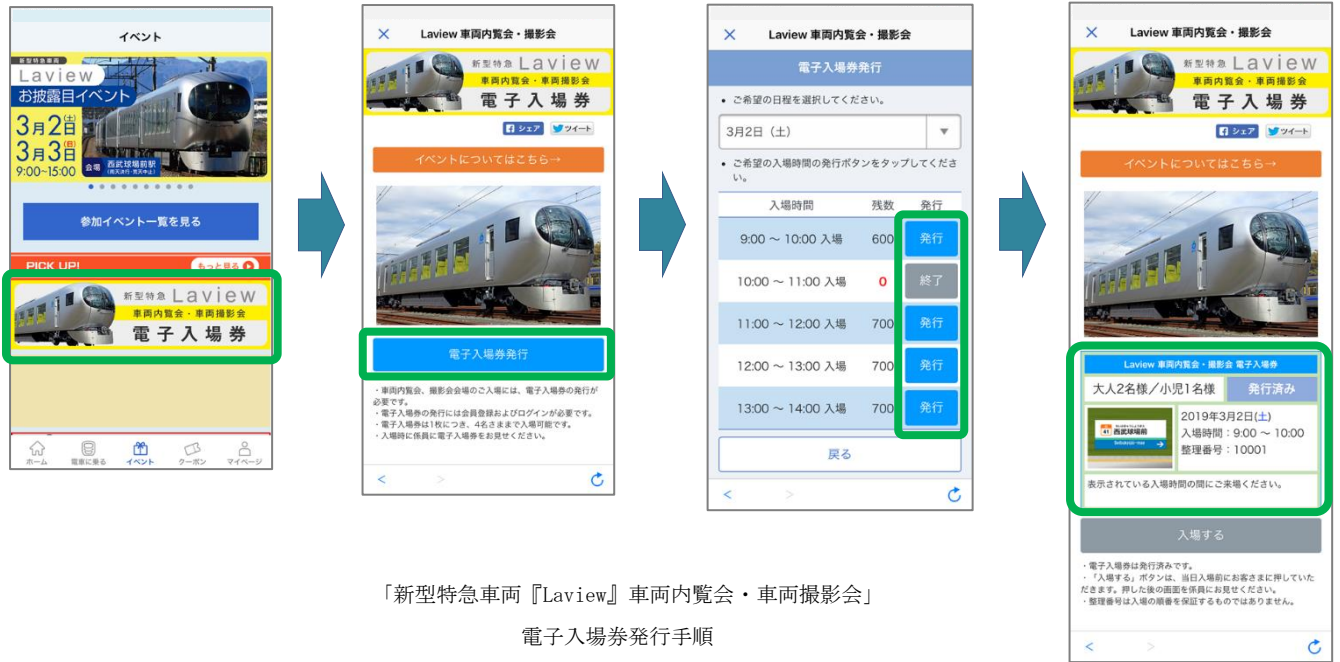 イベント
新型特急車両
Laview
お披露目イベント
3月2日(土)
3月3日(日)
9:00~15:00
会場 西武球場前駅
(雨天決行・荒天中止)
参加イベント一覧を見る
PICK UP!
もっと見る
新型特急 Laview
車両内覧会・車両撮影会
電子入場券
ホーム 電車に乗る イベント クーポン マイページ
× Laview 車両内覧会・撮影会
新型特急 Laview
車両内覧会・車両撮影会
電子入場券
シェア ツイート
イベントについてはこちら→
電子入場券発行
・車両内覧会、撮影会会場のご入場には、電子入場券の発行が
必要です。
・電子入場券の発行には会員登録およびログインが必要です。
・電子入場券は1枚につき、4名さままで入場可能です。
・入場時に係員に電子入場券をお見せください。
< >
× Laview 車両内覧会・撮影会
電子入場券発行
• ご希望の日程を選択してください。
3月2日（土） ▼
• ご希望の入場時間の発行ボタンをタップしてくださ
い。
入場時間 残数 発行
9:00 ～ 10:00 入場 600 発行
10:00 ～ 11:00 入場 0 終了
11:00 ～ 12:00 入場 700 発行
12:00 ～ 13:00 入場 700 発行
13:00 ～ 14:00 入場 700 発行
戻る
< >
× Laview 車両内覧会・撮影会
新型特急 Laview
車両内覧会・車両撮影会
電子入場券
シェア ツイート
イベントについてはこちら→
Laview 車両内覧会・撮影会 電子入場券
大人2名様／小児1名様 発行済み
41 西武球場前
2019年3月2日(土)
入場時間：9:00 ～ 10:00
整理番号：10001
表示されている入場時間の間にご来場ください。
入場する
・電子入場券は発行済みです。
・「入場する」ボタンは、当日入場前にお客さまに押していた
だきます。押した後の画面を係員にお見せください。
・整理番号は入場の順番を保証するものではありません。
< >
「新型特急車両『Laview』車両内覧会・車両撮影会」
電子入場券発行手順